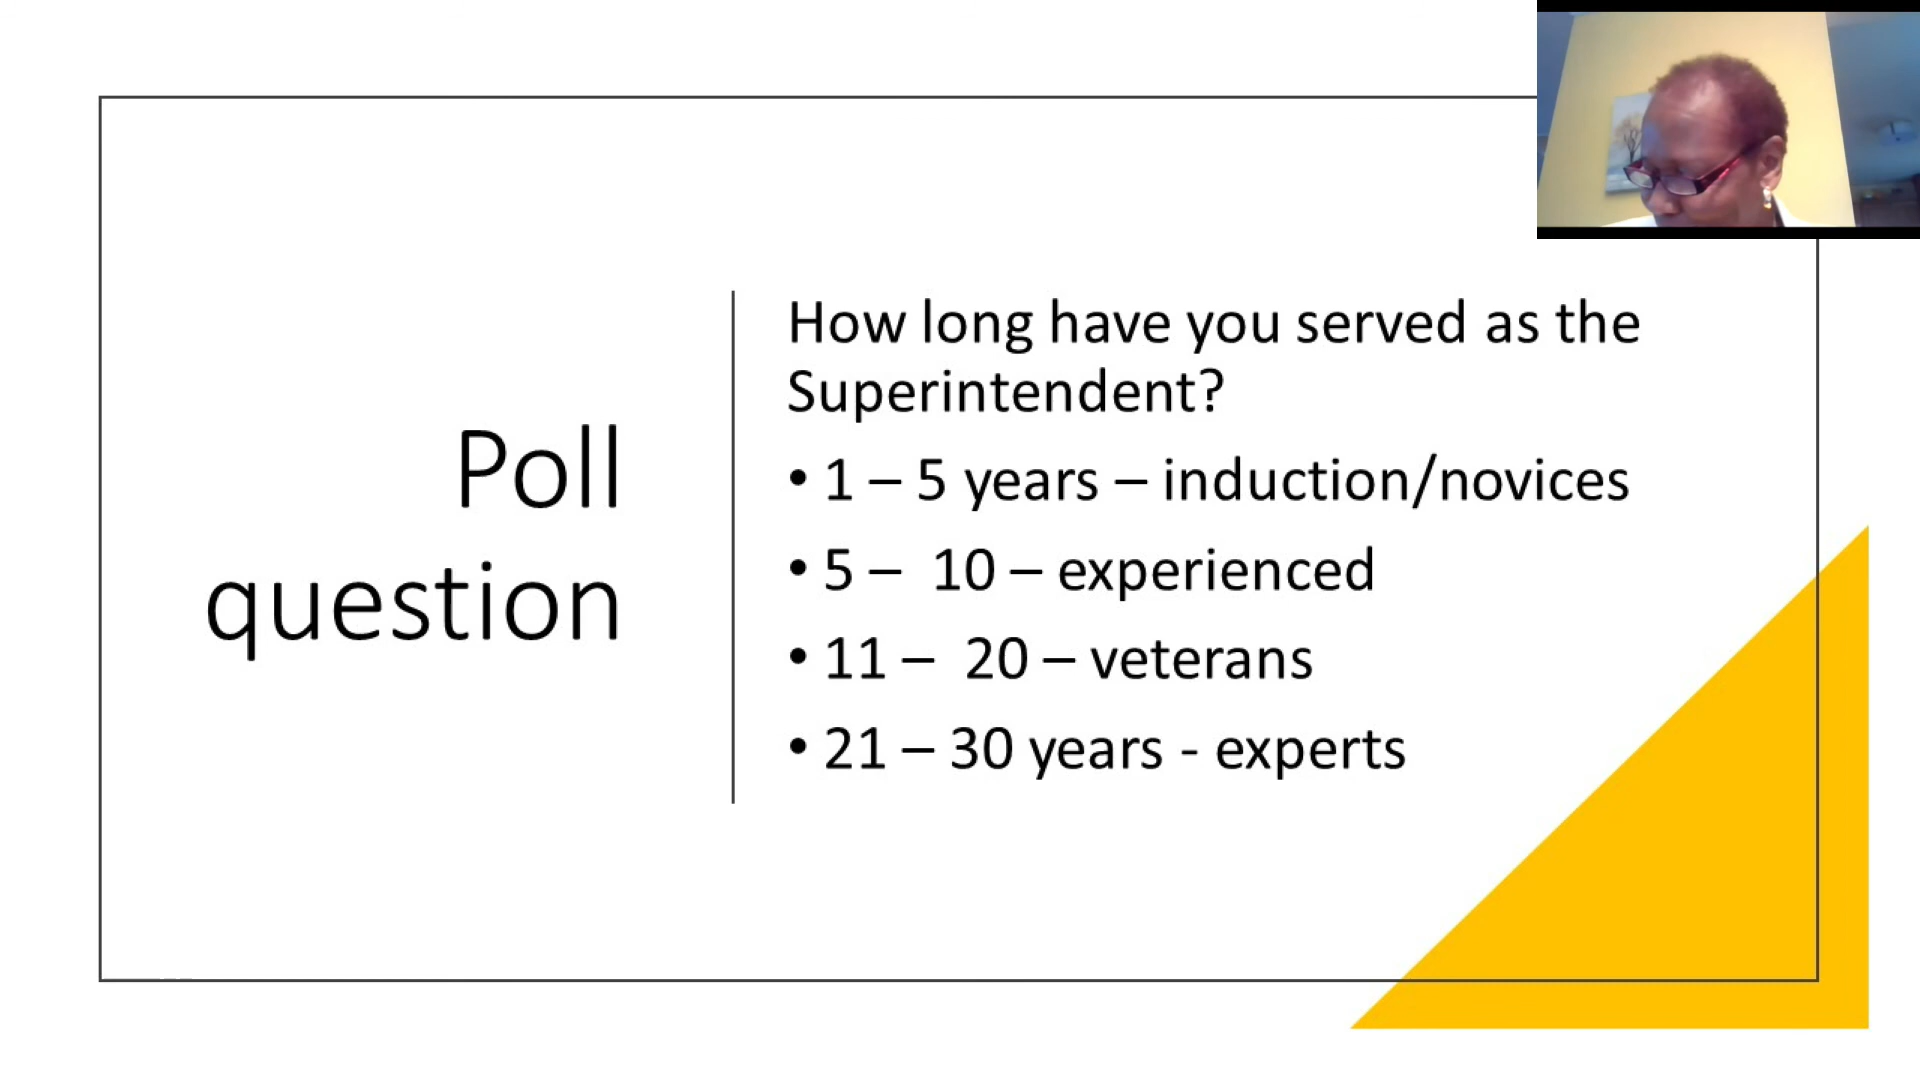 Poll
question
How long have you served as the
Superintendent?
• 1 – 5 years – induction/novices
• 5 –  10 – experienced
• 11 –  20 – veterans
• 21 – 30 years - experts